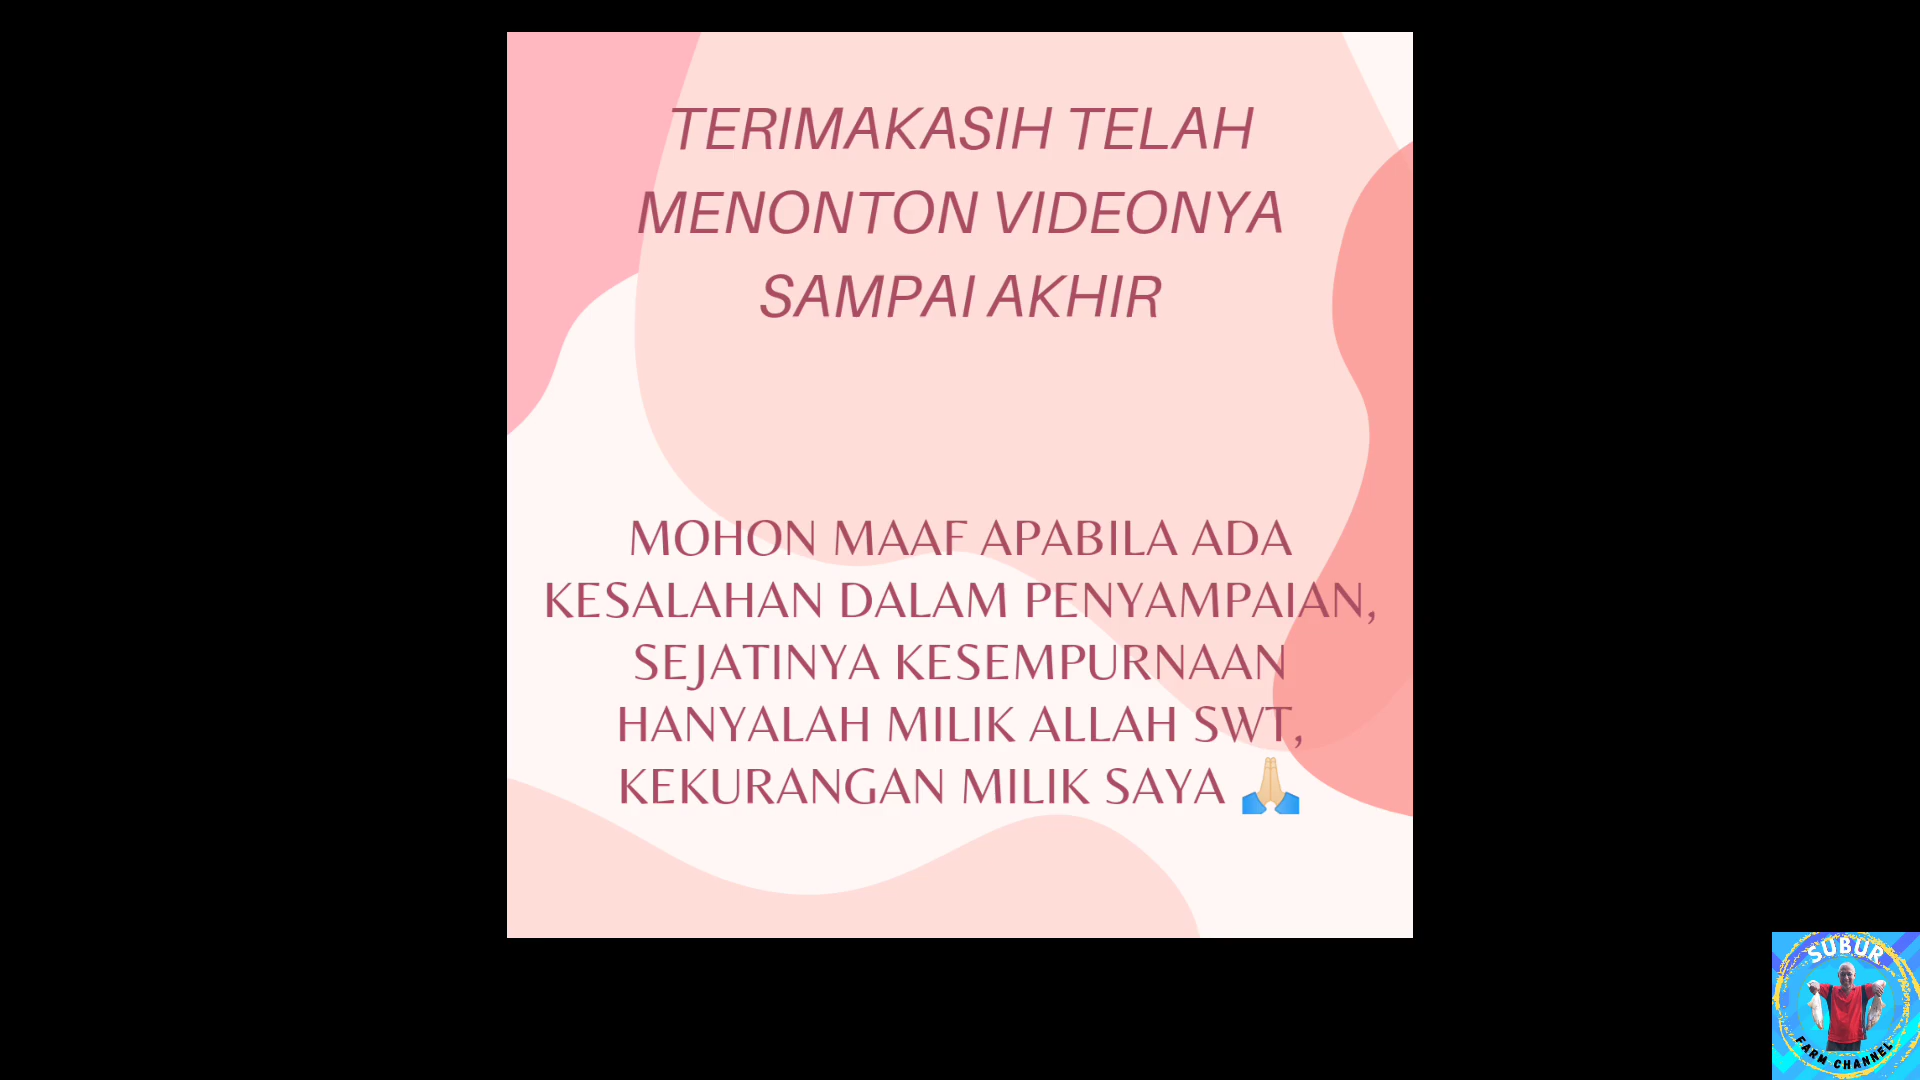 TERIMAKASIH TELAH
MENONTON VIDEONYA
SAMPAI AKHIR
MOHON MAAF APABILA ADA
KESALAHAN DALAM PENYAMPAIAN,
SEJATINYA KESEMPURNAAN
HANYALAH MILIK ALLAH SWT,
KEKURANGAN MILIK SAYA 🙏🏼
SUBUR
FARM CHANNEL